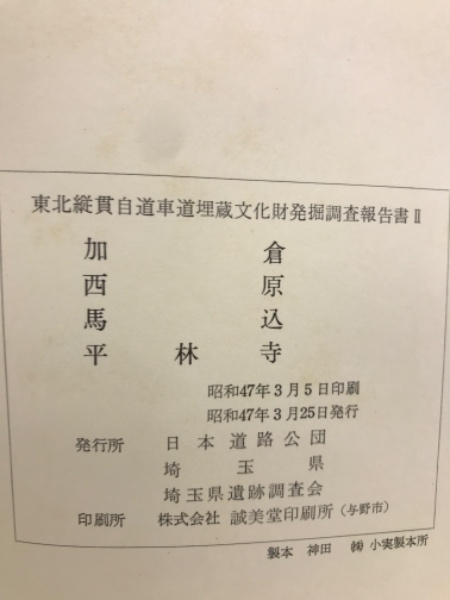 東北縦貫自道車道埋蔵文化財発掘調査報告書Ⅱ
加倉
西原
馬込
平林寺
昭和47年3月5日印刷
昭和47年3月25日発行
発行所 日本道路公団
埼玉県
埼玉県遺跡調査会
印刷所 株式会社 誠美堂印刷所（与野市）
製本 神田 ㈱ 小実製本所